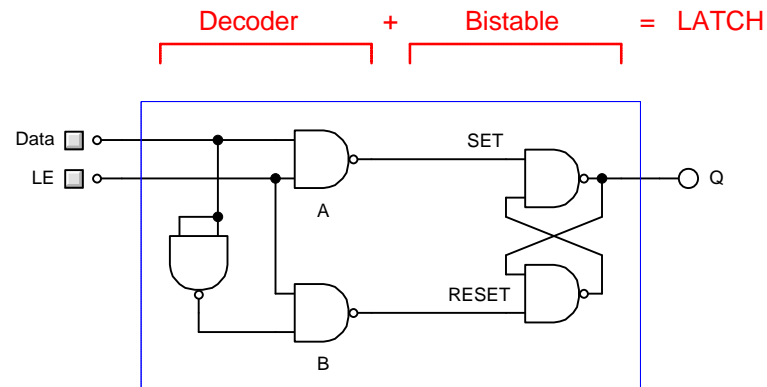 Decoder + Bistable = LATCH
Data
SET
LE
Q
A
RESET
B